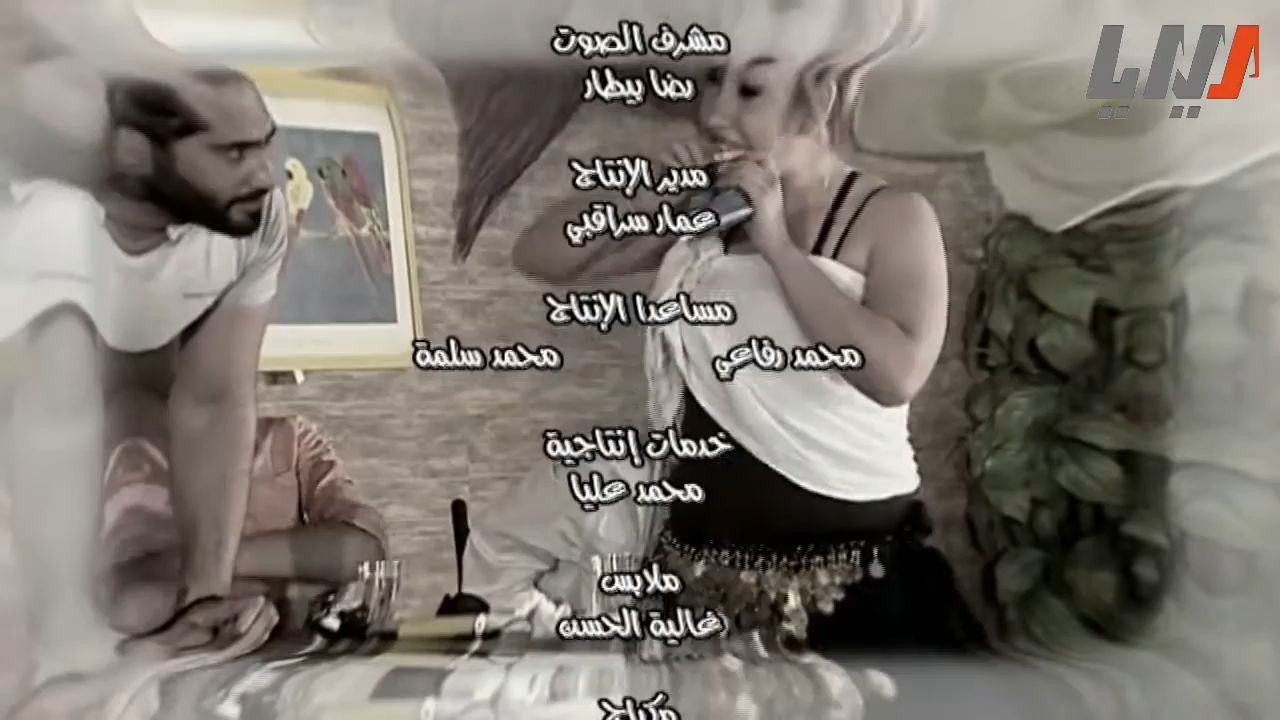 مشرف الصوت
رضا بيطار
مدير الإنتاج
عمار سراقبي
مساعدا الإنتاج
محمد رفاعي محمد سلمة
خدمات إنتاجية
محمد عليا
ملابس
غالية الحسن
مكياج